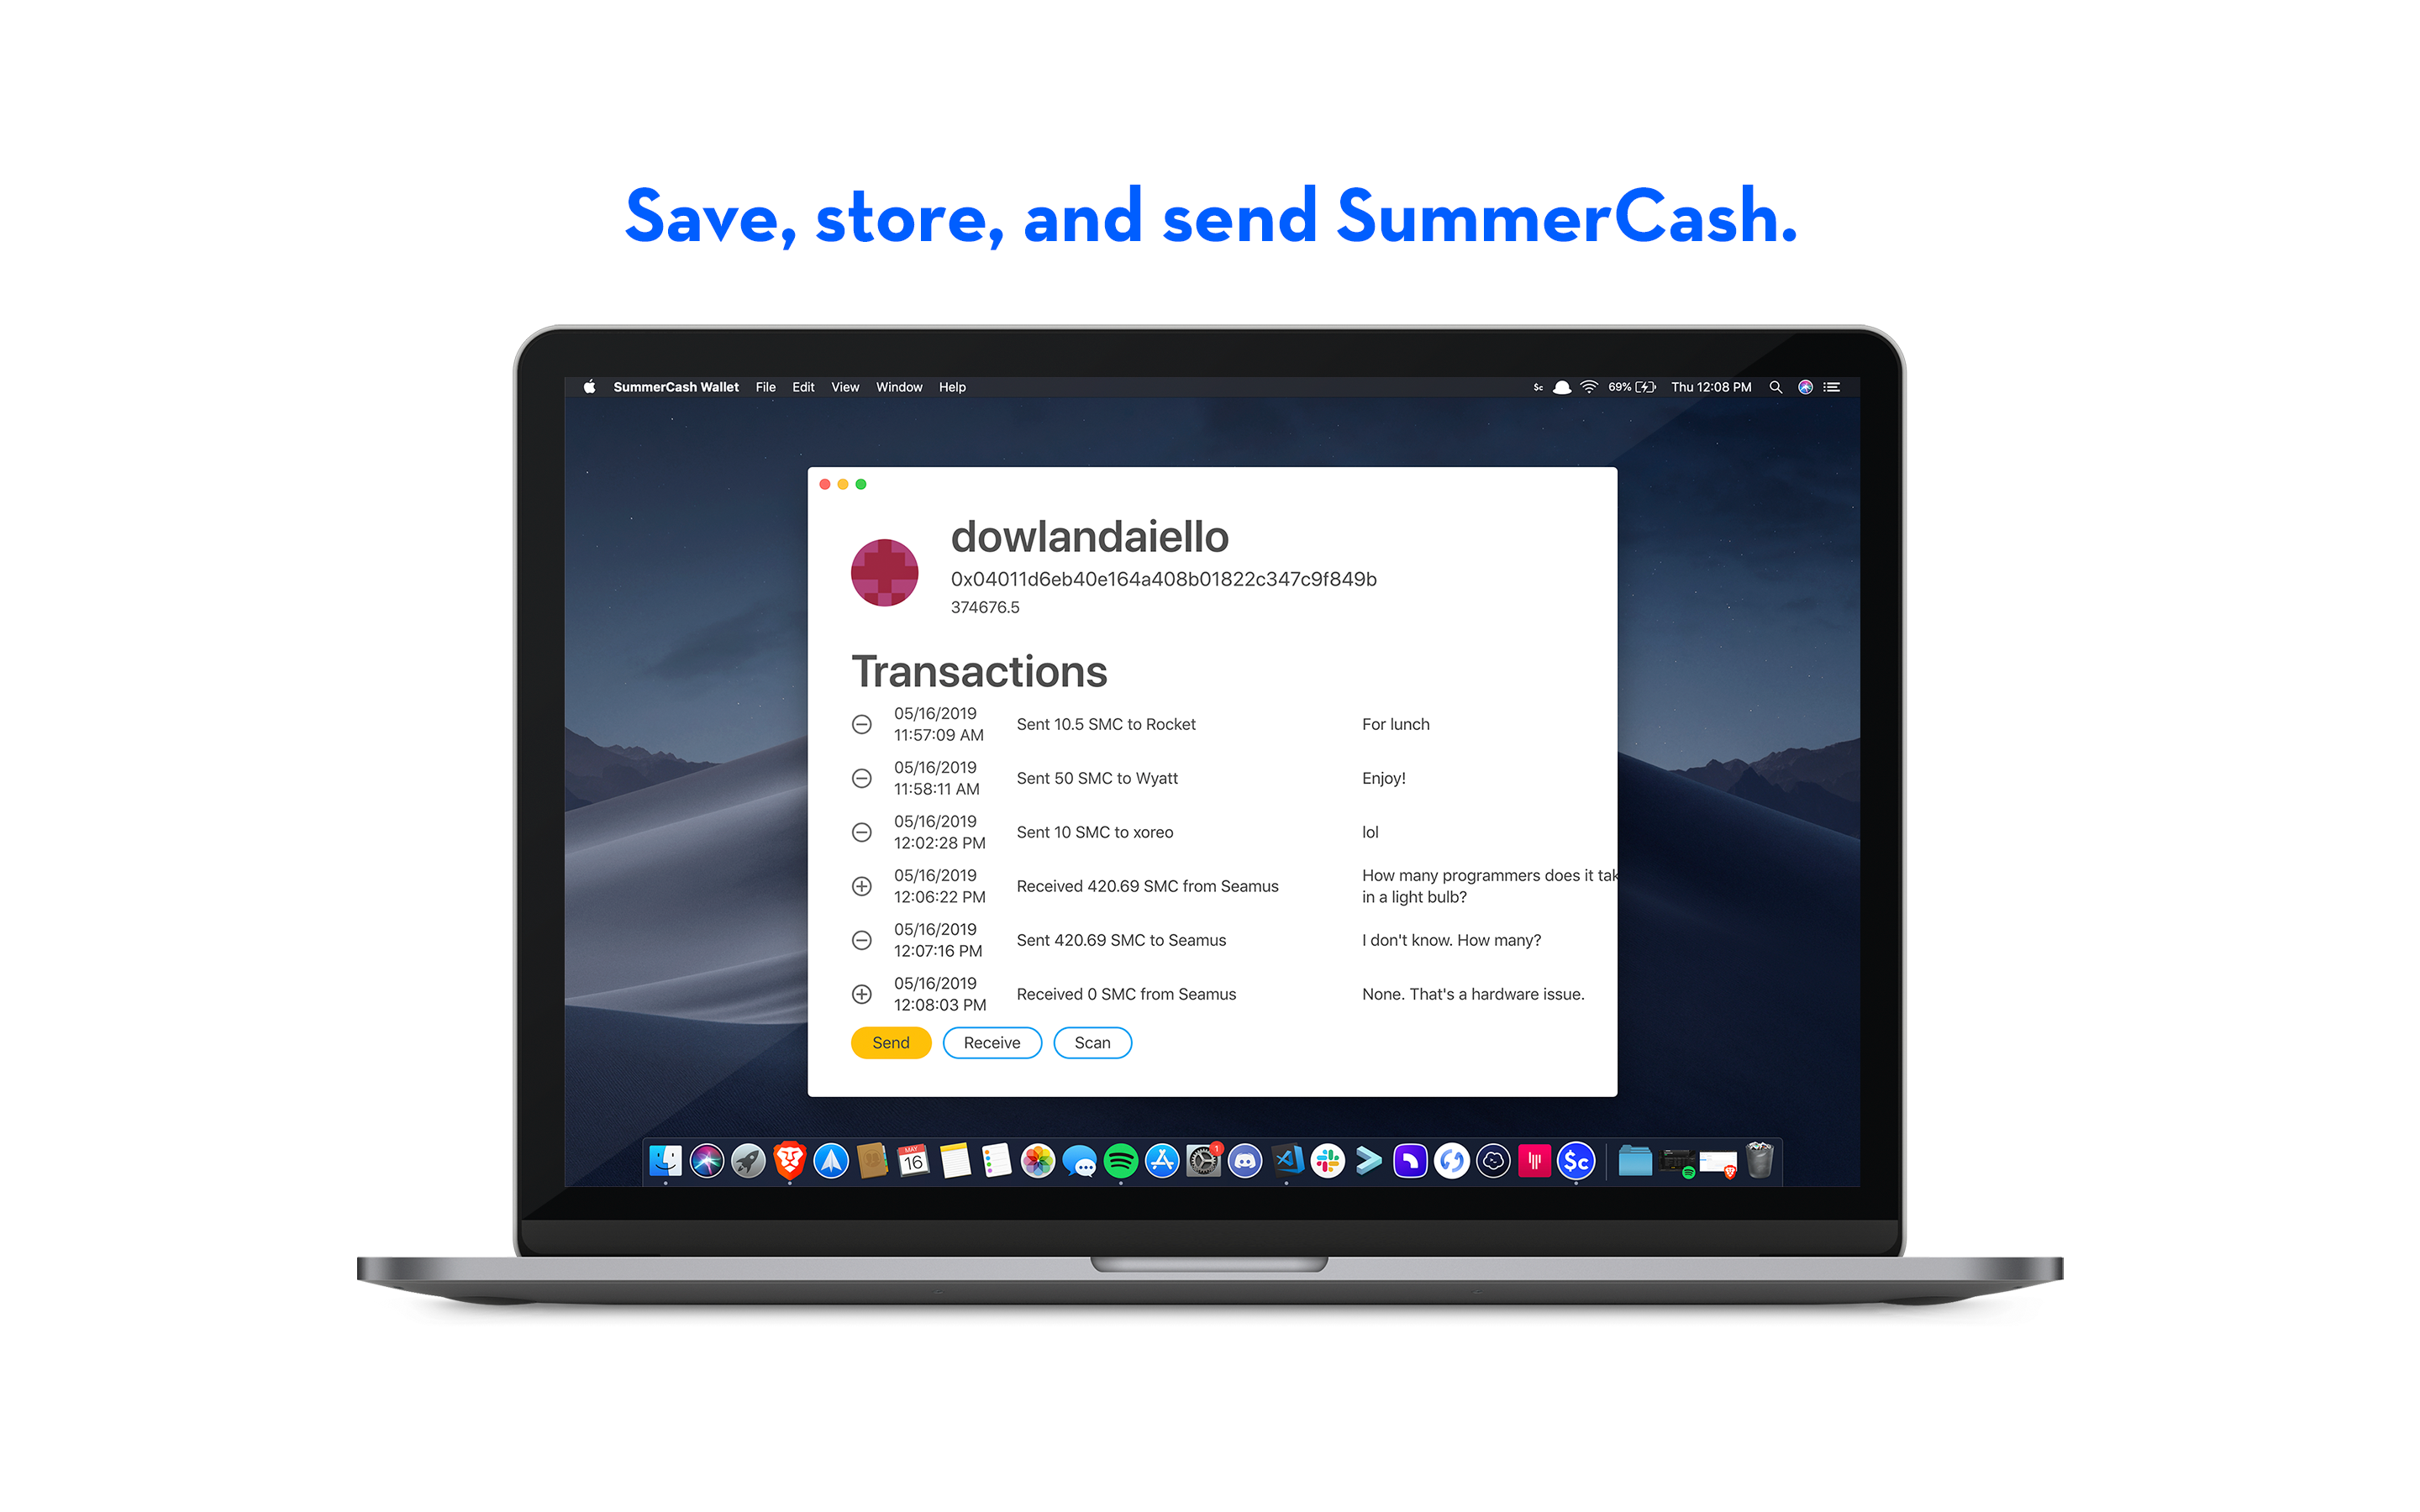 Save, store, and send SummerCash.
SummerCash Wallet File Edit View Window Help
$c 69% Thu 12:08 PM
dowlandaiello
0x04011d6eb40e164a408b01822c347c9f849b
374676.5
Transactions
05/16/2019
11:57:09 AM
Sent 10.5 SMC to Rocket
For lunch
05/16/2019
11:58:11 AM
Sent 50 SMC to Wyatt
Enjoy!
05/16/2019
12:02:28 PM
Sent 10 SMC to xoreo
lol
05/16/2019
12:06:22 PM
Received 420.69 SMC from Seamus
How many programmers does it tak
in a light bulb?
05/16/2019
12:07:16 PM
Sent 420.69 SMC to Seamus
I don't know. How many?
05/16/2019
12:08:03 PM
Received 0 SMC from Seamus
None. That's a hardware issue.
Send Receive Scan
MAY
16
1
$c